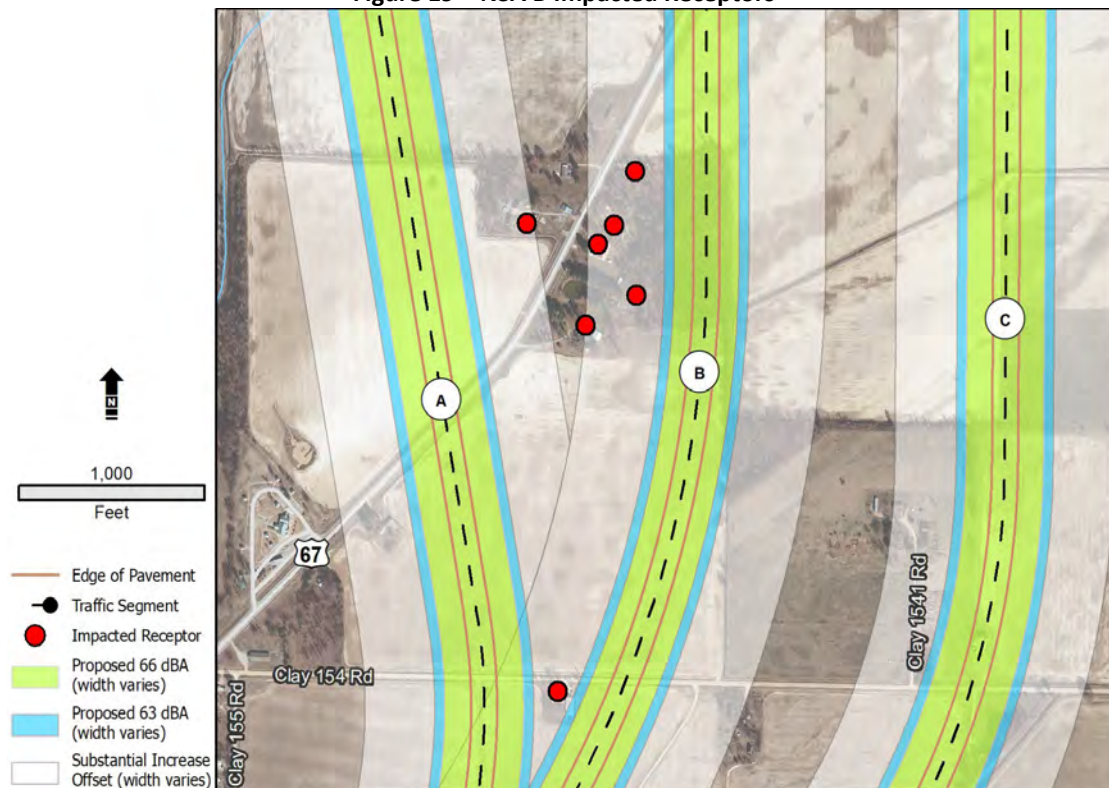 A
B
C
67
Clay 154 Rd
Clay 155 Rd
Clay 1541 Rd
N
1,000
Feet
Edge of Pavement
Traffic Segment
Impacted Receptor
Proposed 66 dBA
(width varies)
Proposed 63 dBA
(width varies)
Substantial Increase
Offset (width varies)